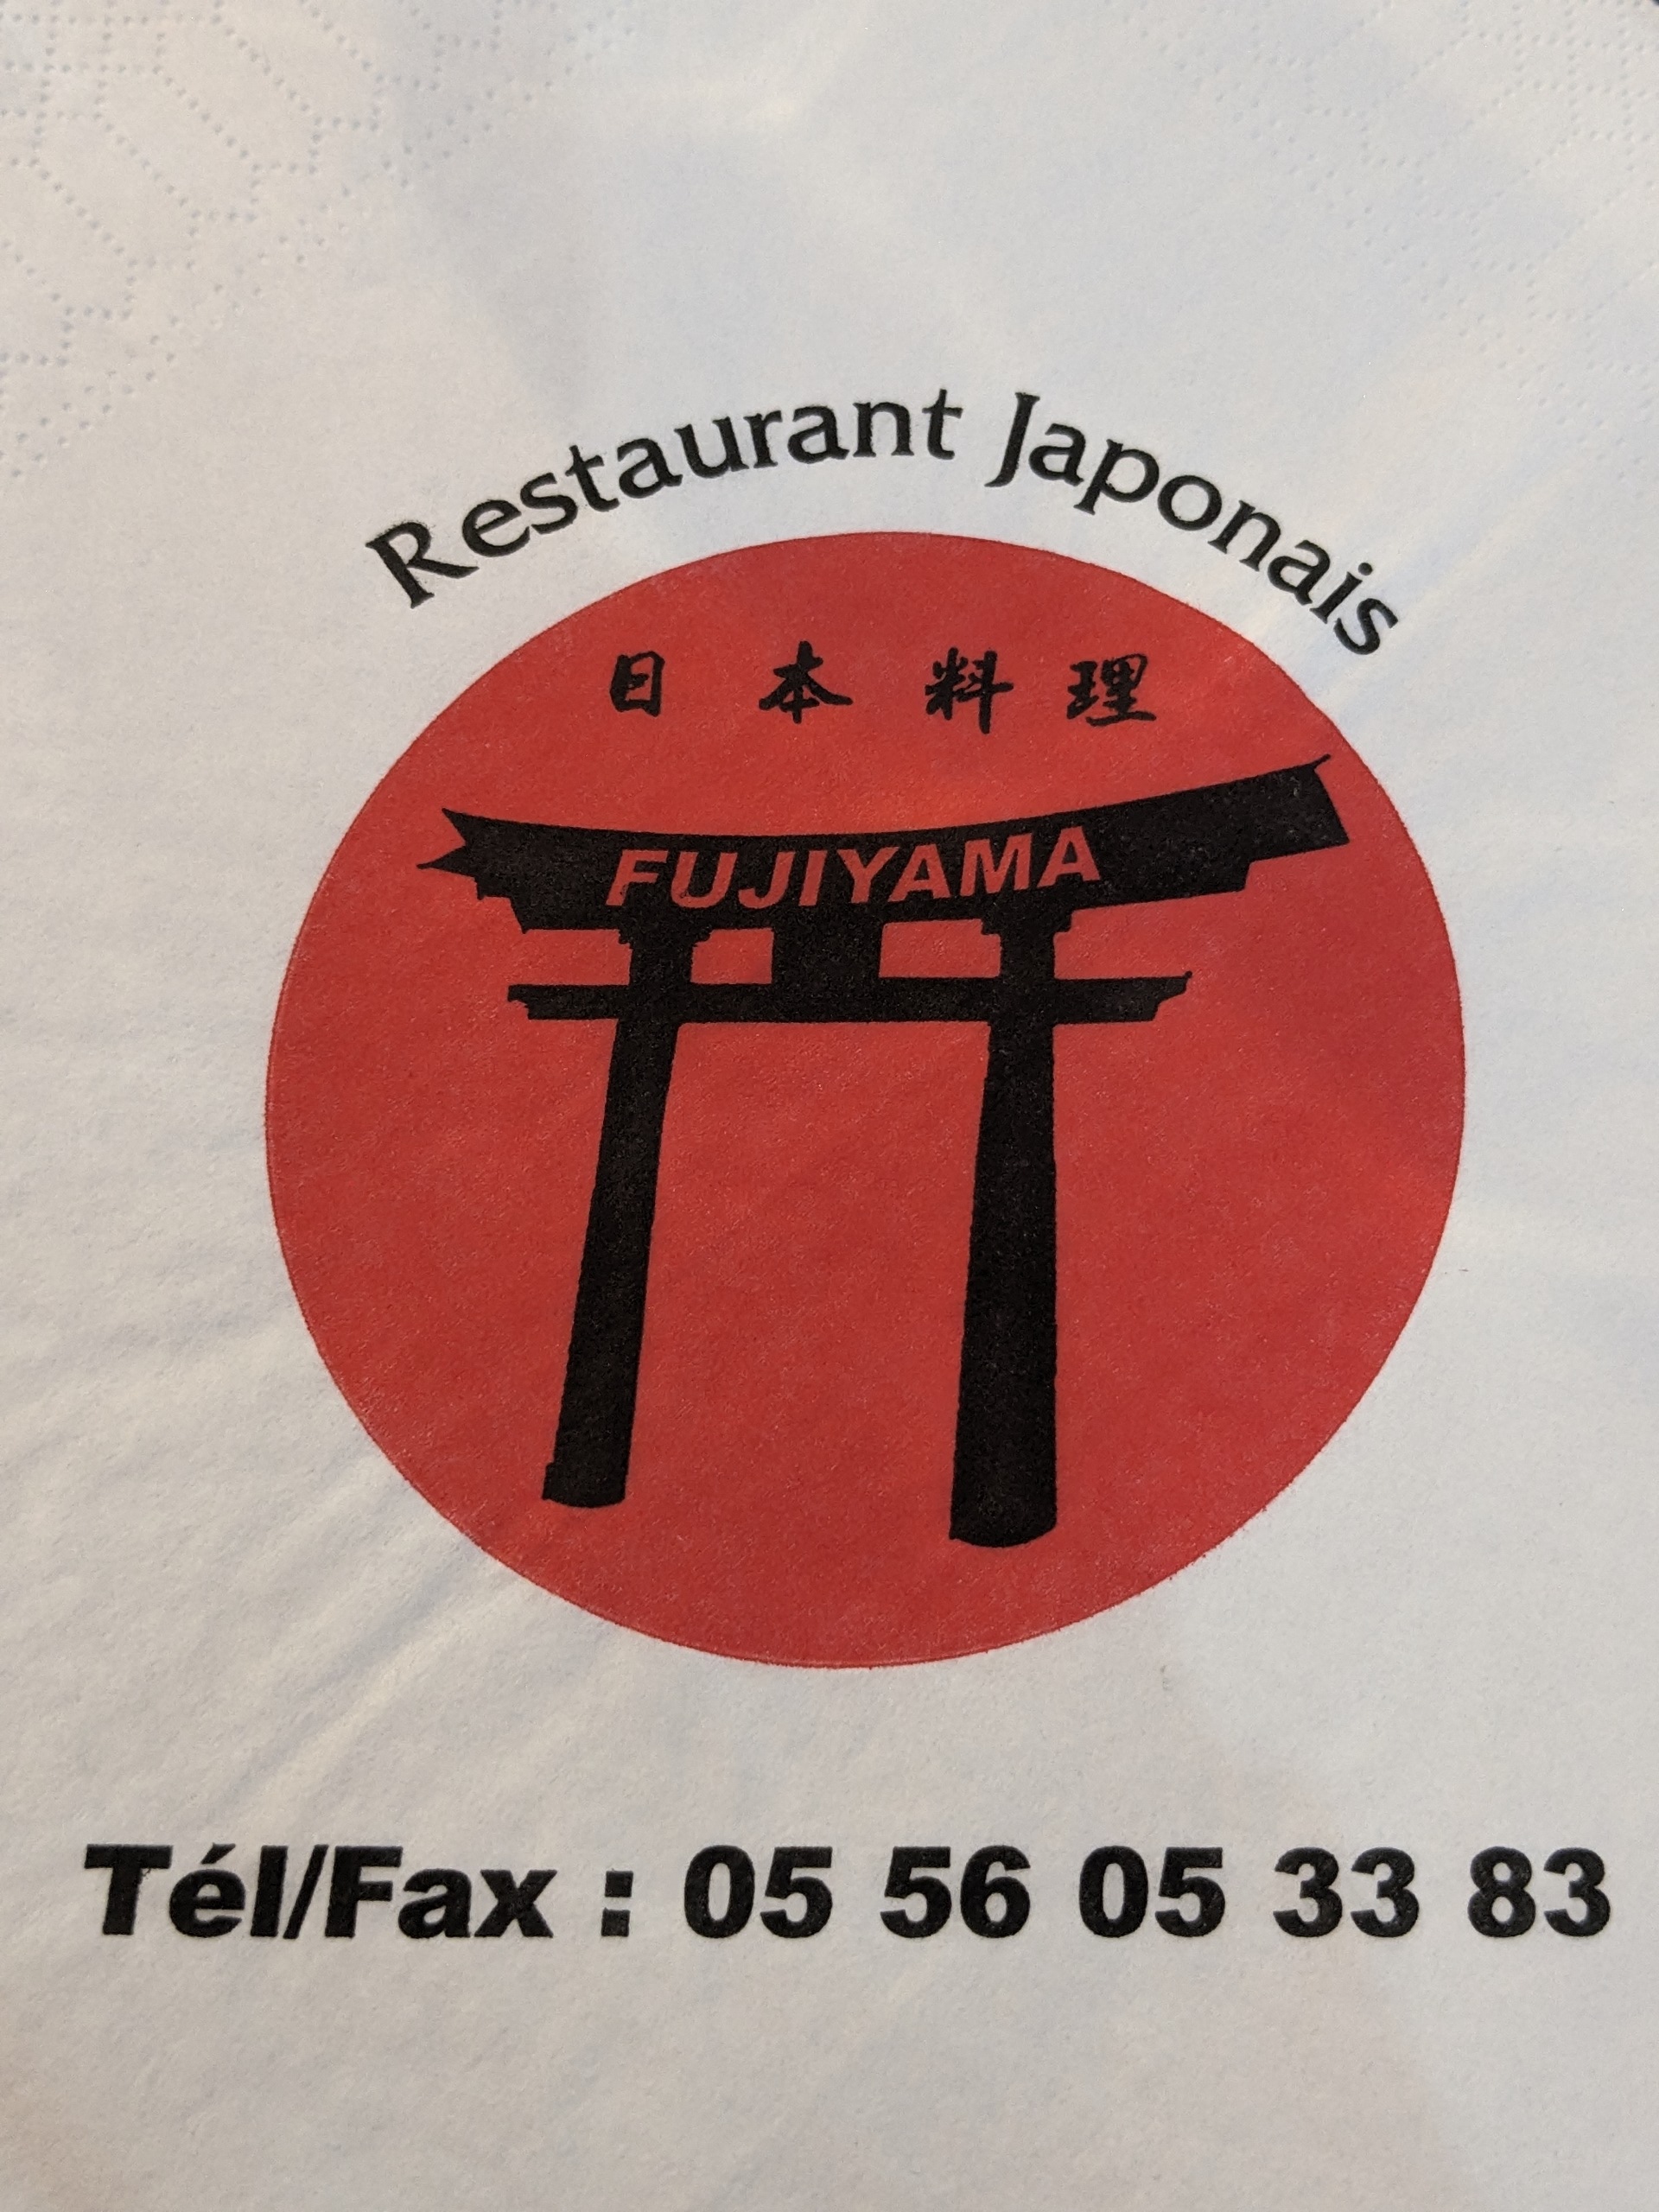 Restaurant Japonais
日本料理
FUJIYAMA
Tél/Fax : 05 56 05 33 83